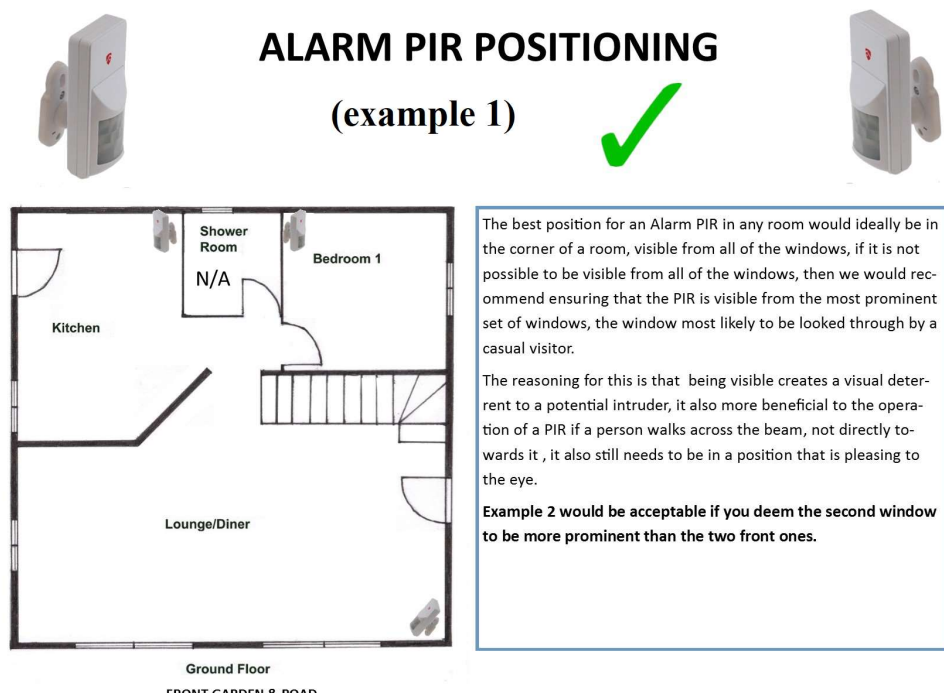 ALARM PIR POSITIONING
(example 1)
Shower
Room
N/A
Bedroom 1
Kitchen
Lounge/Diner
Ground Floor
FRONT GARDEN & ROAD
The best position for an Alarm PIR in any room would ideally be in
the corner of a room, visible from all of the windows, if it is not
possible to be visible from all of the windows, then we would rec-
ommend ensuring that the PIR is visible from the most prominent
set of windows, the window most likely to be looked through by a
casual visitor.
The reasoning for this is that  being visible creates a visual deter-
rent to a potential intruder, it also more beneficial to the opera-
tion of a PIR if a person walks across the beam, not directly to-
wards it , it also still needs to be in a position that is pleasing to
the eye.
Example 2 would be acceptable if you deem the second window
to be more prominent than the two front ones.